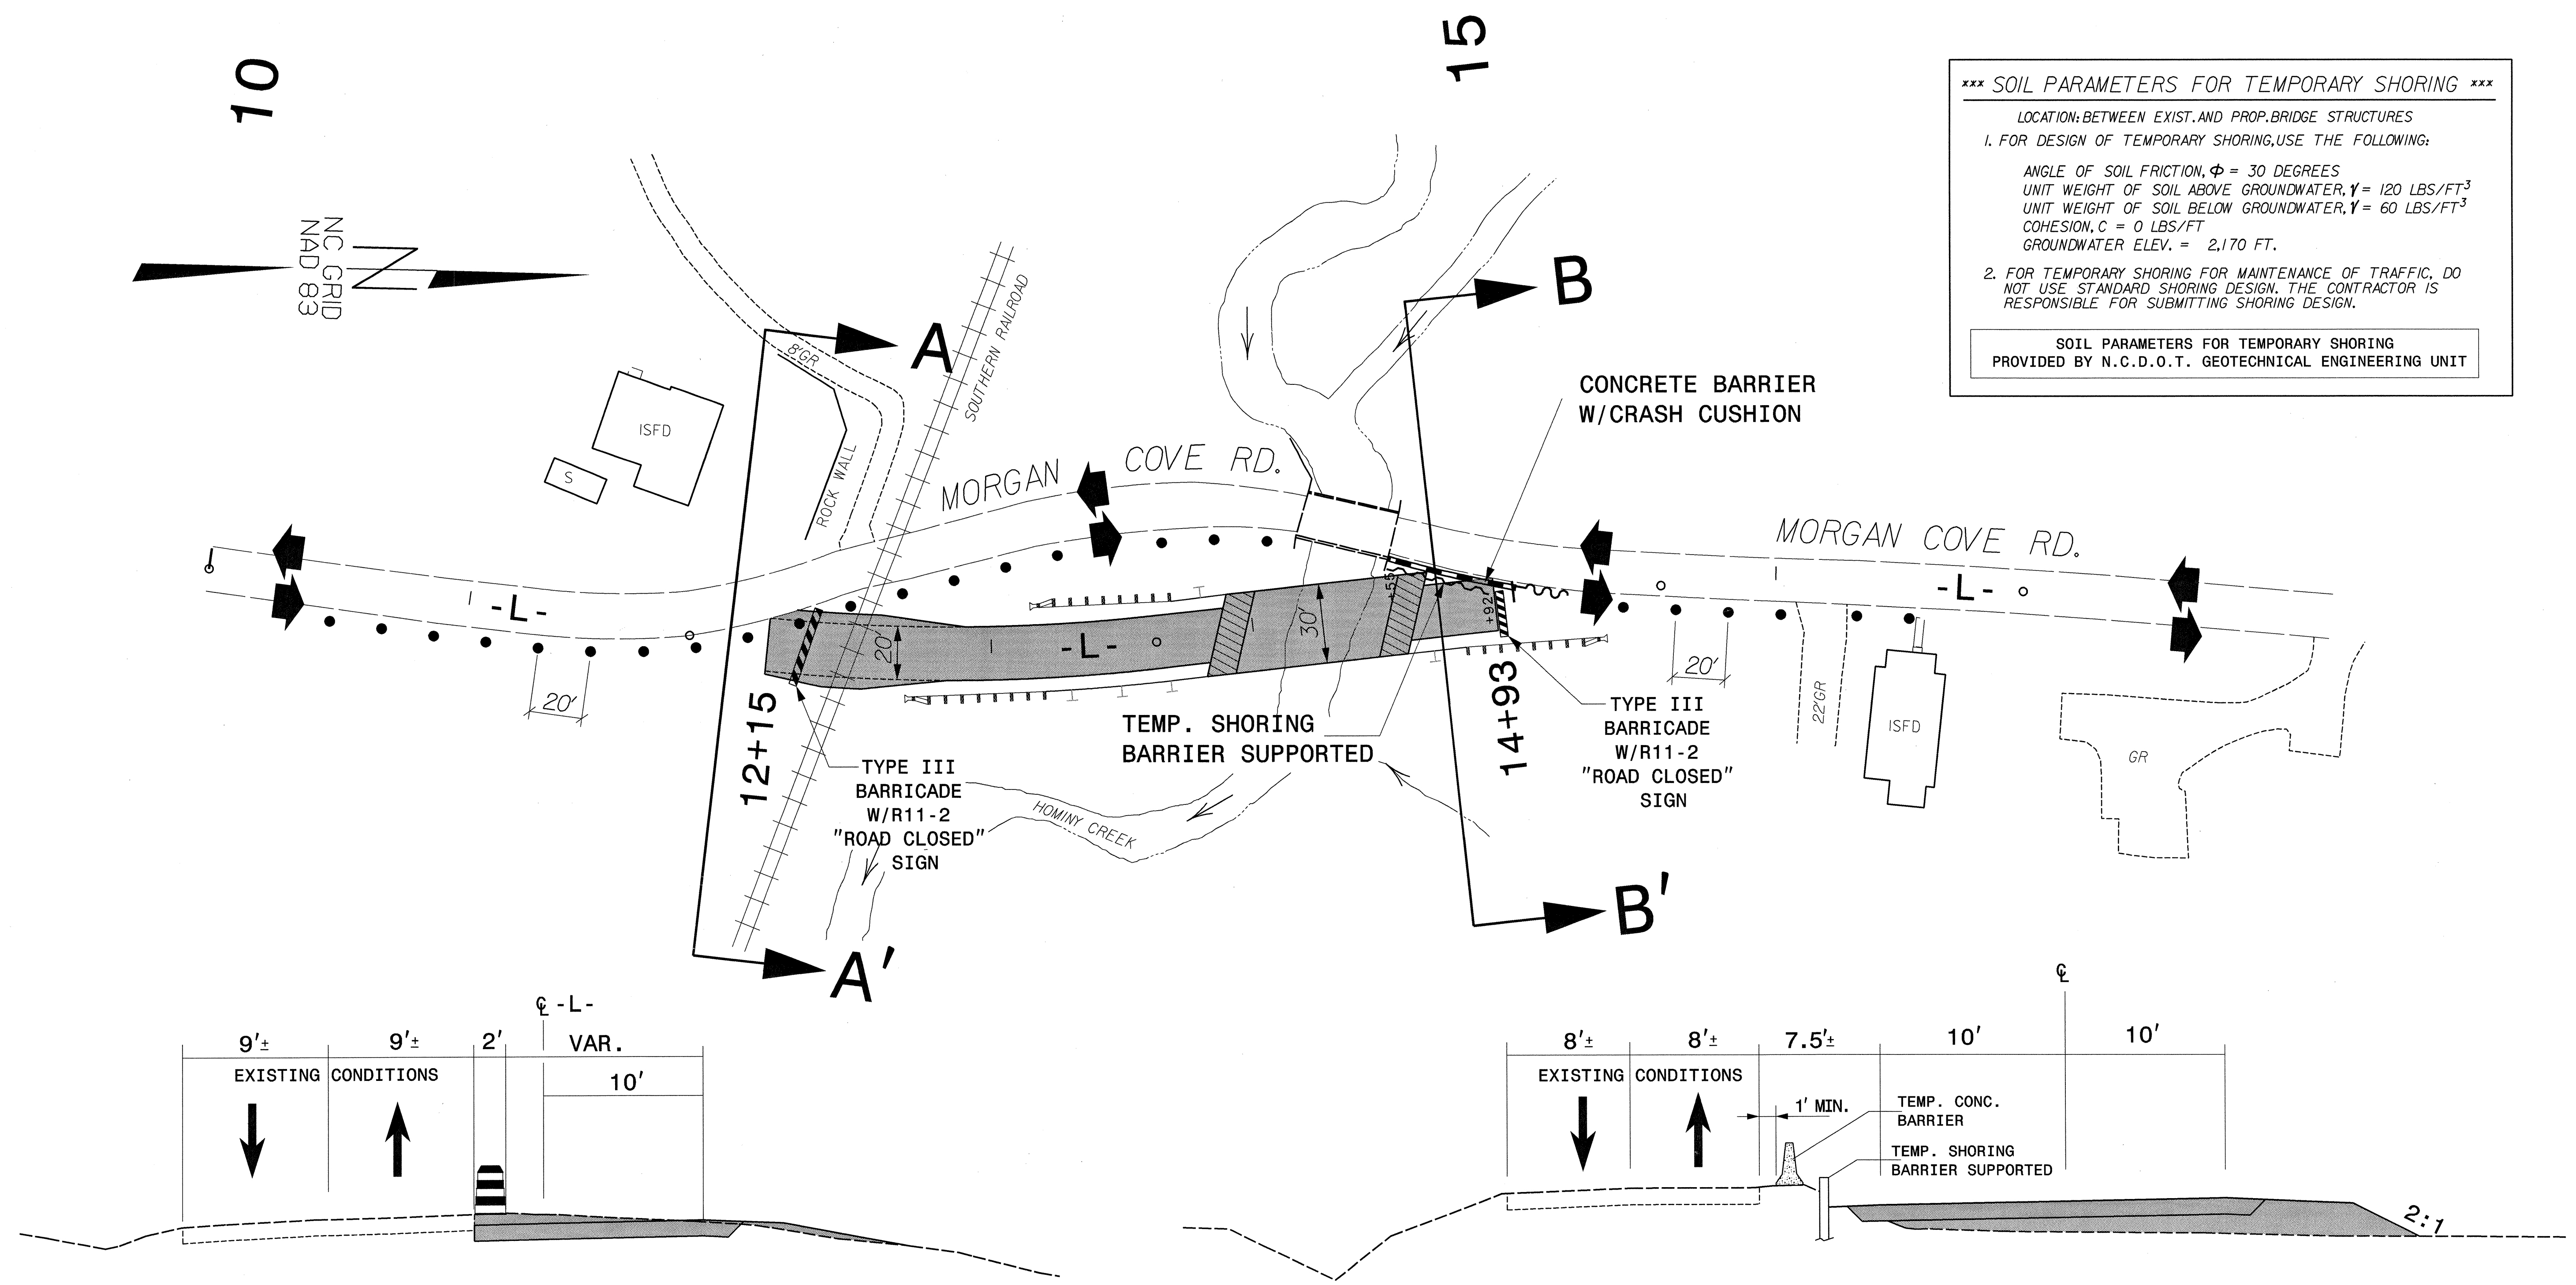 10
15
*** SOIL PARAMETERS FOR TEMPORARY SHORING ***
LOCATION: BETWEEN EXIST. AND PROP. BRIDGE STRUCTURES
1. FOR DESIGN OF TEMPORARY SHORING, USE THE FOLLOWING:
ANGLE OF SOIL FRICTION, ϕ = 30 DEGREES
UNIT WEIGHT OF SOIL ABOVE GROUNDWATER, γ = 120 LBS/FT³
UNIT WEIGHT OF SOIL BELOW GROUNDWATER, γ = 60 LBS/FT³
COHESION, C = 0 LBS/FT
GROUNDWATER ELEV. = 2,170 FT.
2. FOR TEMPORARY SHORING FOR MAINTENANCE OF TRAFFIC, DO
NOT USE STANDARD SHORING DESIGN. THE CONTRACTOR IS
RESPONSIBLE FOR SUBMITTING SHORING DESIGN.
SOIL PARAMETERS FOR TEMPORARY SHORING
PROVIDED BY N.C.D.O.T. GEOTECHNICAL ENGINEERING UNIT
NC GRID
NAD 83
N
A
B
8'GR
SOUTHERN RAILROAD
ROCK WALL
ISFD
S
CONCRETE BARRIER
W/CRASH CUSHION
MORGAN COVE RD.
MORGAN COVE RD.
-L-
-L-
-L-
20'
30'
+55
+92
20'
20'
12+15
14+93
TEMP. SHORING
BARRIER SUPPORTED
TYPE III
BARRICADE
W/R11-2
"ROAD CLOSED"
SIGN
TYPE III
BARRICADE
W/R11-2
"ROAD CLOSED"
SIGN
HOMINY CREEK
22'GR
ISFD
GR
A'
B'
℄ -L-
9'±
9'±
2'
VAR.
EXISTING CONDITIONS
10'
℄
8'±
8'±
7.5'±
10'
10'
EXISTING CONDITIONS
1' MIN.
TEMP. CONC.
BARRIER
TEMP. SHORING
BARRIER SUPPORTED
2:1